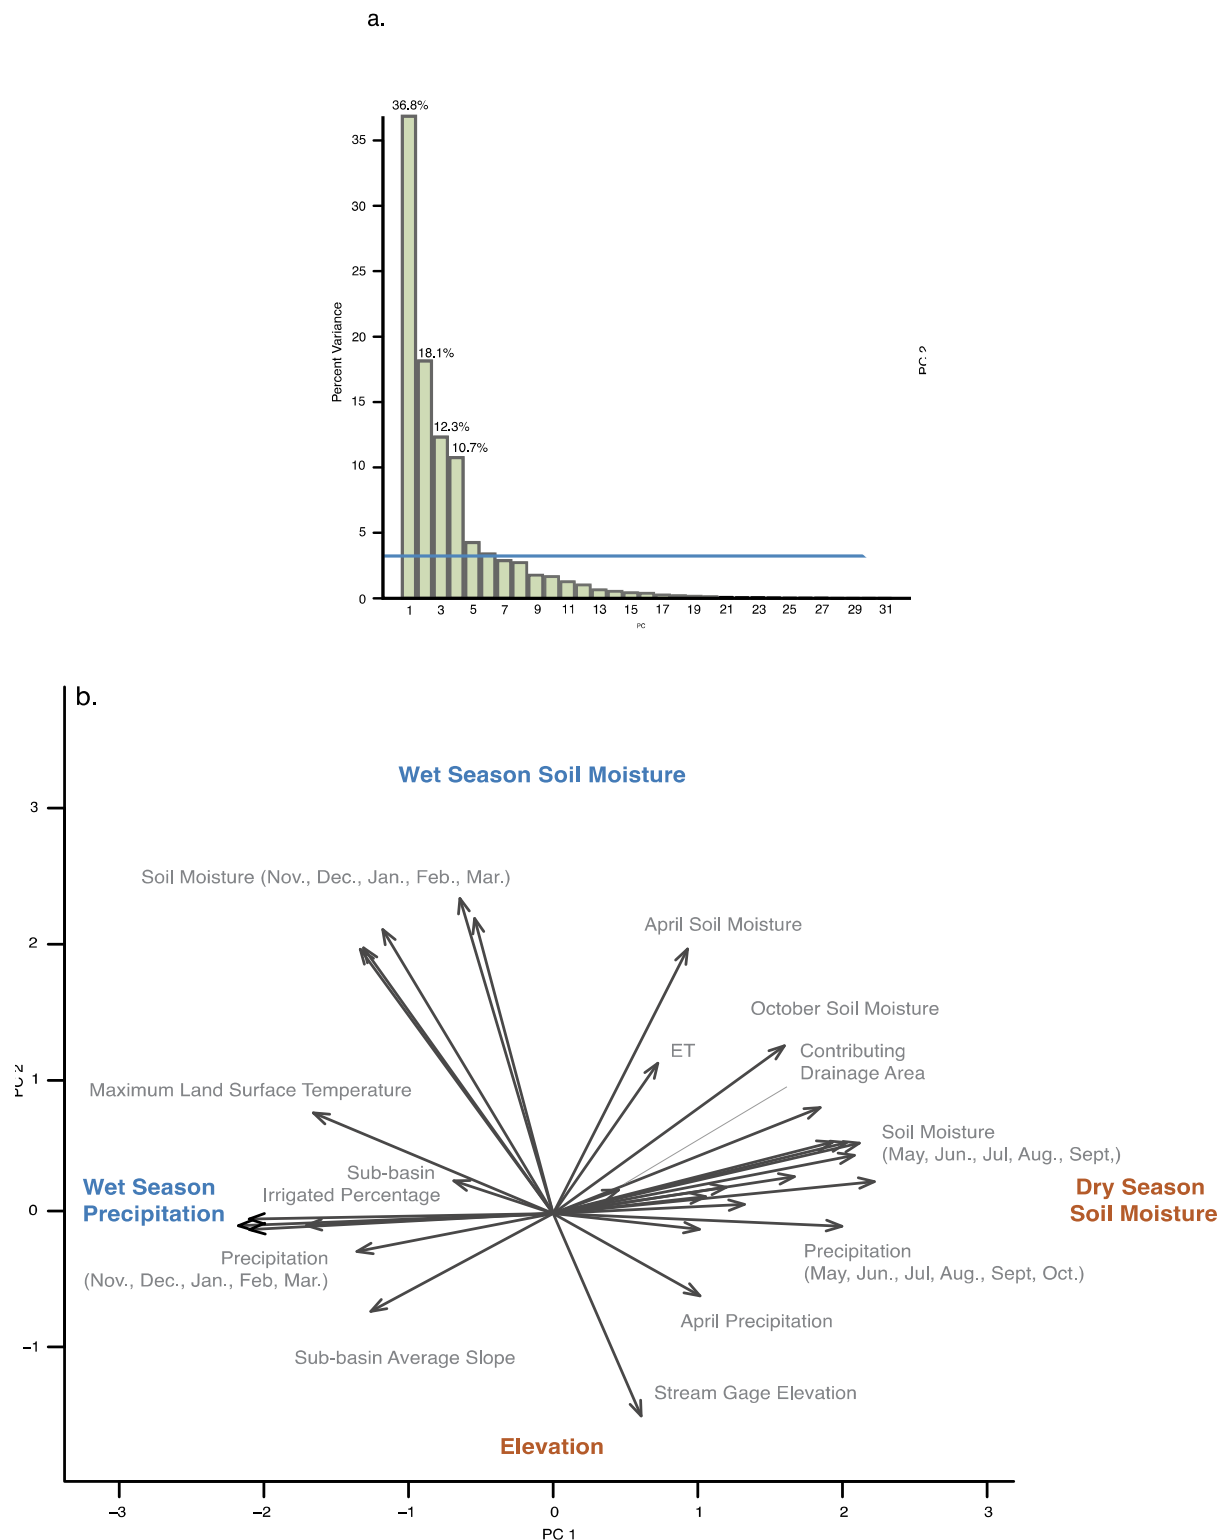 a.
36.8%
35
30
25
20
15
10
5
0
Percent Variance
18.1%
12.3%
10.7%
1 3 5 7 9 11 13 15 17 19 21 23 25 27 29 31
PC
PC 2
b.
Wet Season Soil Moisture
3
2
1
0
−1
PC 2
Soil Moisture (Nov., Dec., Jan., Feb., Mar.)
April Soil Moisture
October Soil Moisture
ET
Contributing
Drainage Area
Maximum Land Surface Temperature
Soil Moisture
(May, Jun., Jul, Aug., Sept,)
Sub-basin
Irrigated Percentage
Wet Season
Precipitation
Dry Season
Soil Moisture
Precipitation
(Nov., Dec., Jan., Feb, Mar.)
Precipitation
(May, Jun., Jul, Aug., Sept, Oct.)
April Precipitation
Sub-basin Average Slope
Stream Gage Elevation
Elevation
−3 −2 −1 0 1 2 3
PC 1